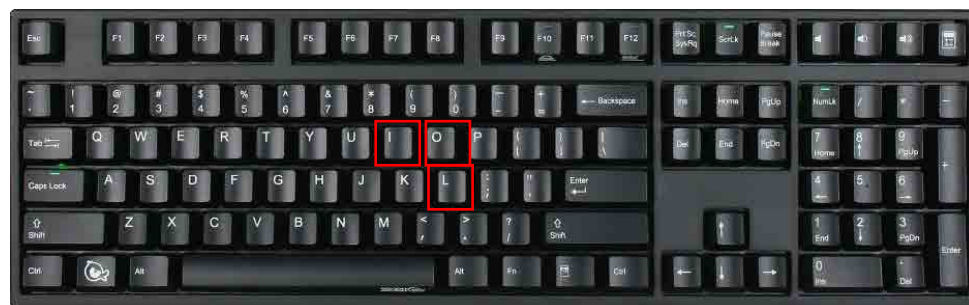 Esc F1 F2 F3 F4 F5 F6 F7 F8 F9 F10 F11 F12 Prt Sc SysRq ScrLk Pause Break
~ ` ! 1 @ 2 # 3 $ 4 % 5 ^ 6 & 7 * 8 ( 9 ) 0 _ - + = ← Backspace Ins Home PgUp NumLk / * -
Tab Q W E R T Y U I O P { [ } ] | \ Del End PgDn 7 Home 8 ↑ 9 PgUp +
Caps Lock A S D F G H J K L : ; " ' Enter 4 ← 5 6 →
⇧ Shift Z X C V B N M < , > . ? / ⇧ Shift ↑ 1 End 2 ↓ 3 PgDn Enter
Ctrl Alt Alt Fn Ctrl ← ↓ → 0 Ins . Del